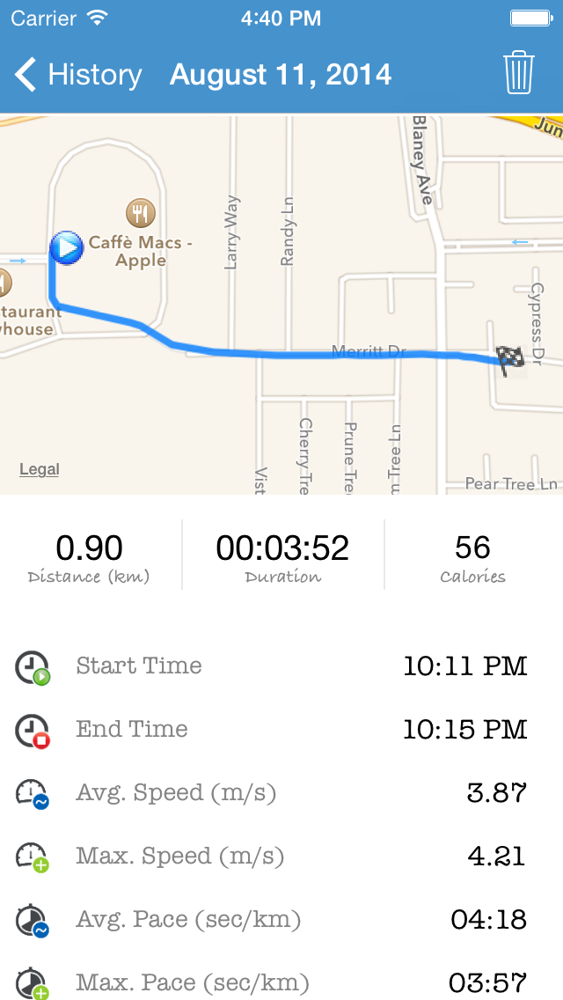 Carrier 4:40 PM
History August 11, 2014
Jun
Blaney Ave
Larry Way
Randy Ln
Caffè Macs -
Apple
staurant
whouse
Cypress Dr
Merritt Dr
Cherry Tre
Prune Tre
n Tree Ln
Vist
Legal
Pear Tree Ln
0.90 00:03:52 56
Distance (km) Duration Calories
Start Time 10:11 PM
End Time 10:15 PM
Avg. Speed (m/s) 3.87
Max. Speed (m/s) 4.21
Avg. Pace (sec/km) 04:18
Max. Pace (sec/km) 03:57